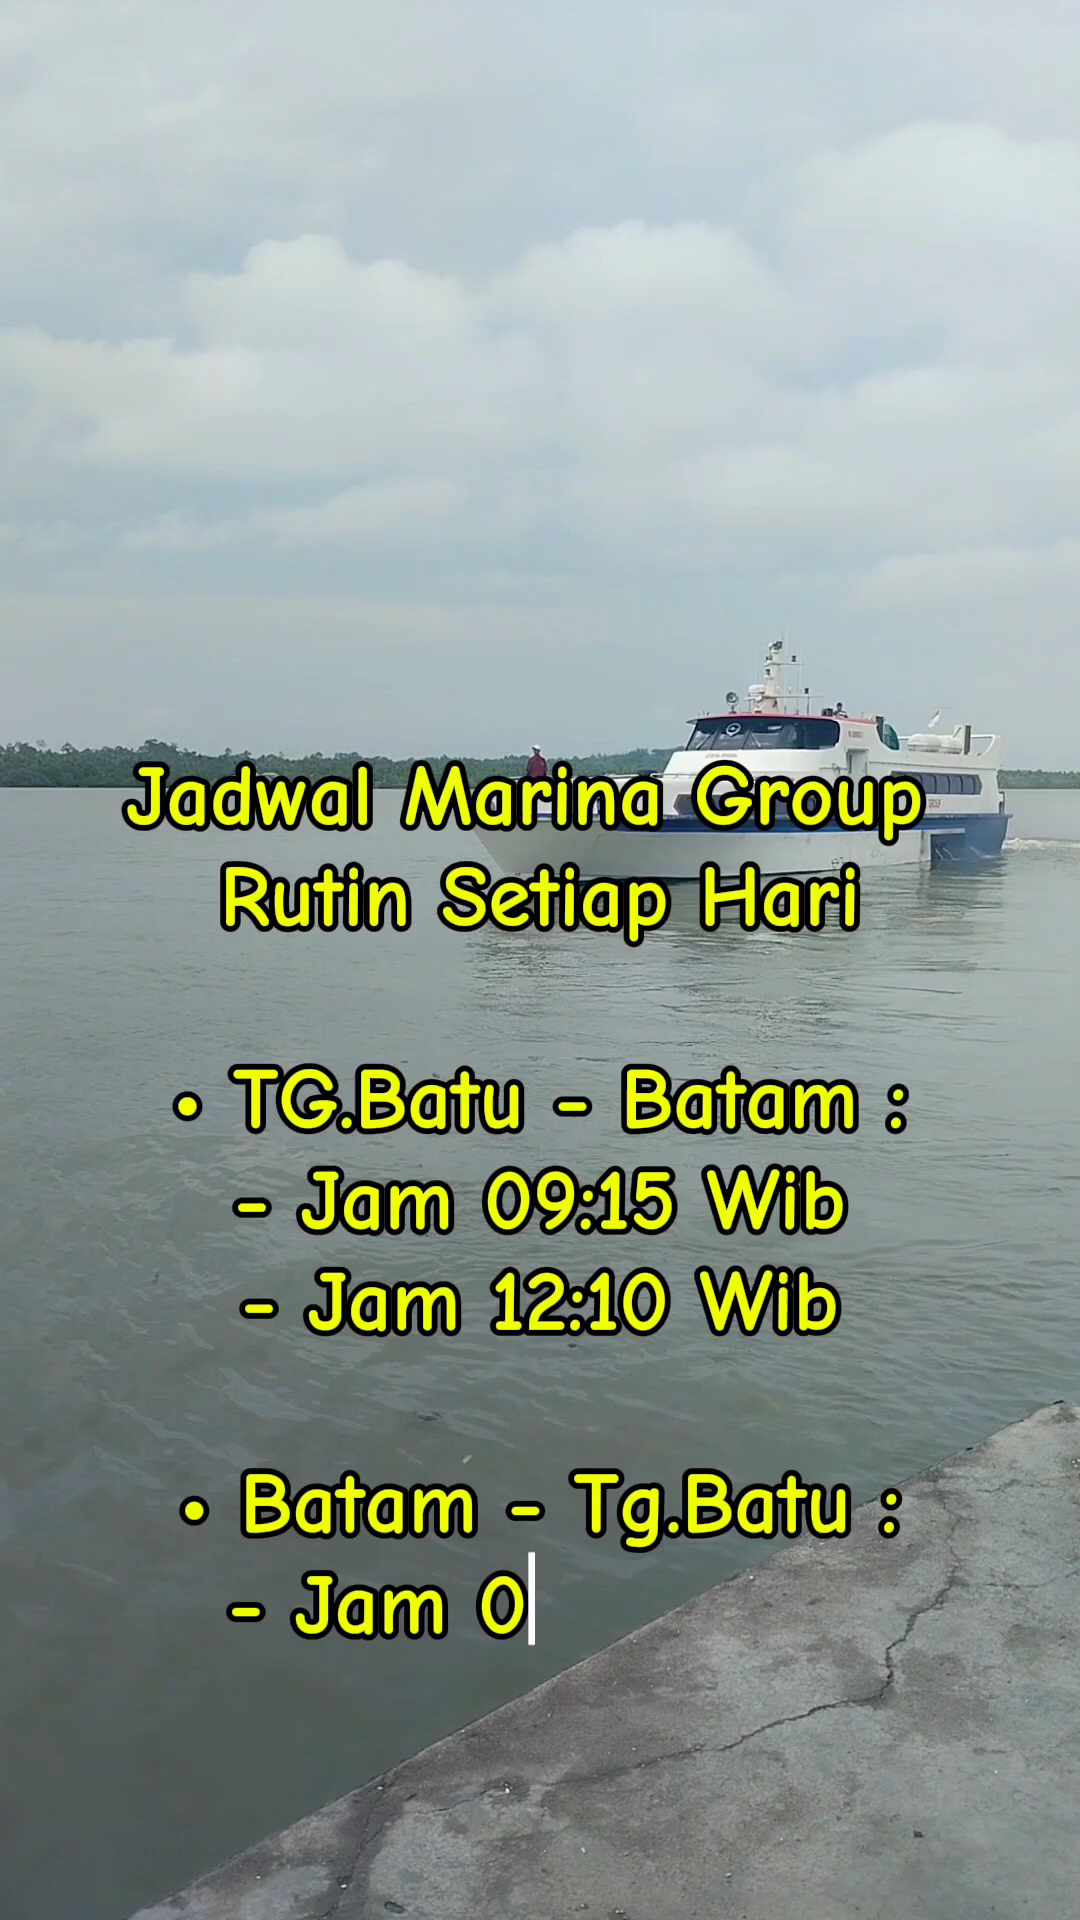 Jadwal Marina Group
Rutin Setiap Hari
• TG.Batu - Batam :
- Jam 09:15 Wib
- Jam 12:10 Wib
• Batam - Tg.Batu :
- Jam 0
GROUP